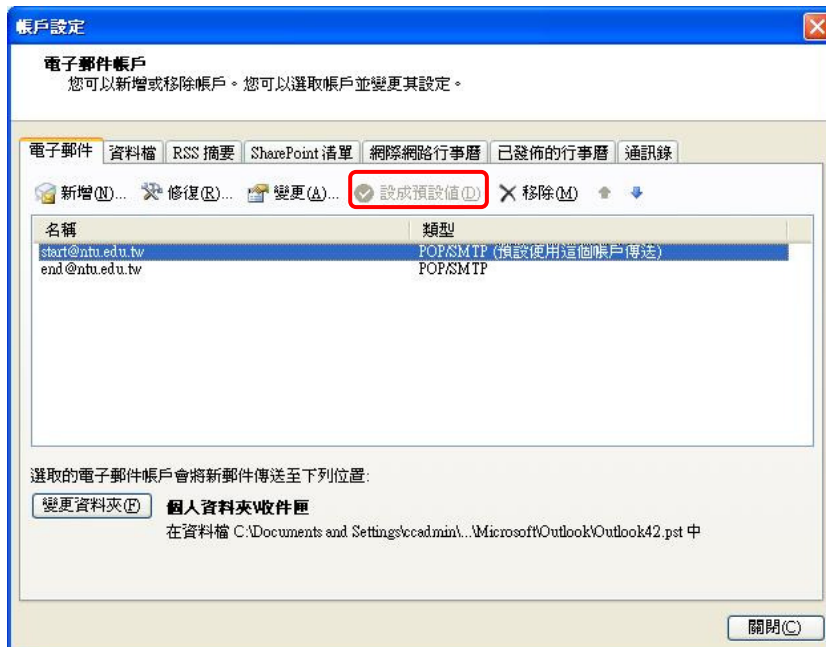 帳戶設定
電子郵件帳戶
您可以新增或移除帳戶。您可以選取帳戶並變更其設定。
電子郵件 資料檔 RSS 摘要 SharePoint 清單 網際網路行事曆 已發佈的行事曆 通訊錄
新增(N)... 修復(R)... 變更(A)... 設成預設值(D) 移除(M)
名稱 類型
start@ntu.edu.tw POP/SMTP (預設使用這個帳戶傳送)
end@ntu.edu.tw POP/SMTP
選取的電子郵件帳戶會將新郵件傳送至下列位置:
變更資料夾(F) 個人資料夾\收件匣
在資料檔 C:\Documents and Settings\ccadmin\...\Microsoft\Outlook\Outlook42.pst 中
關閉(C)